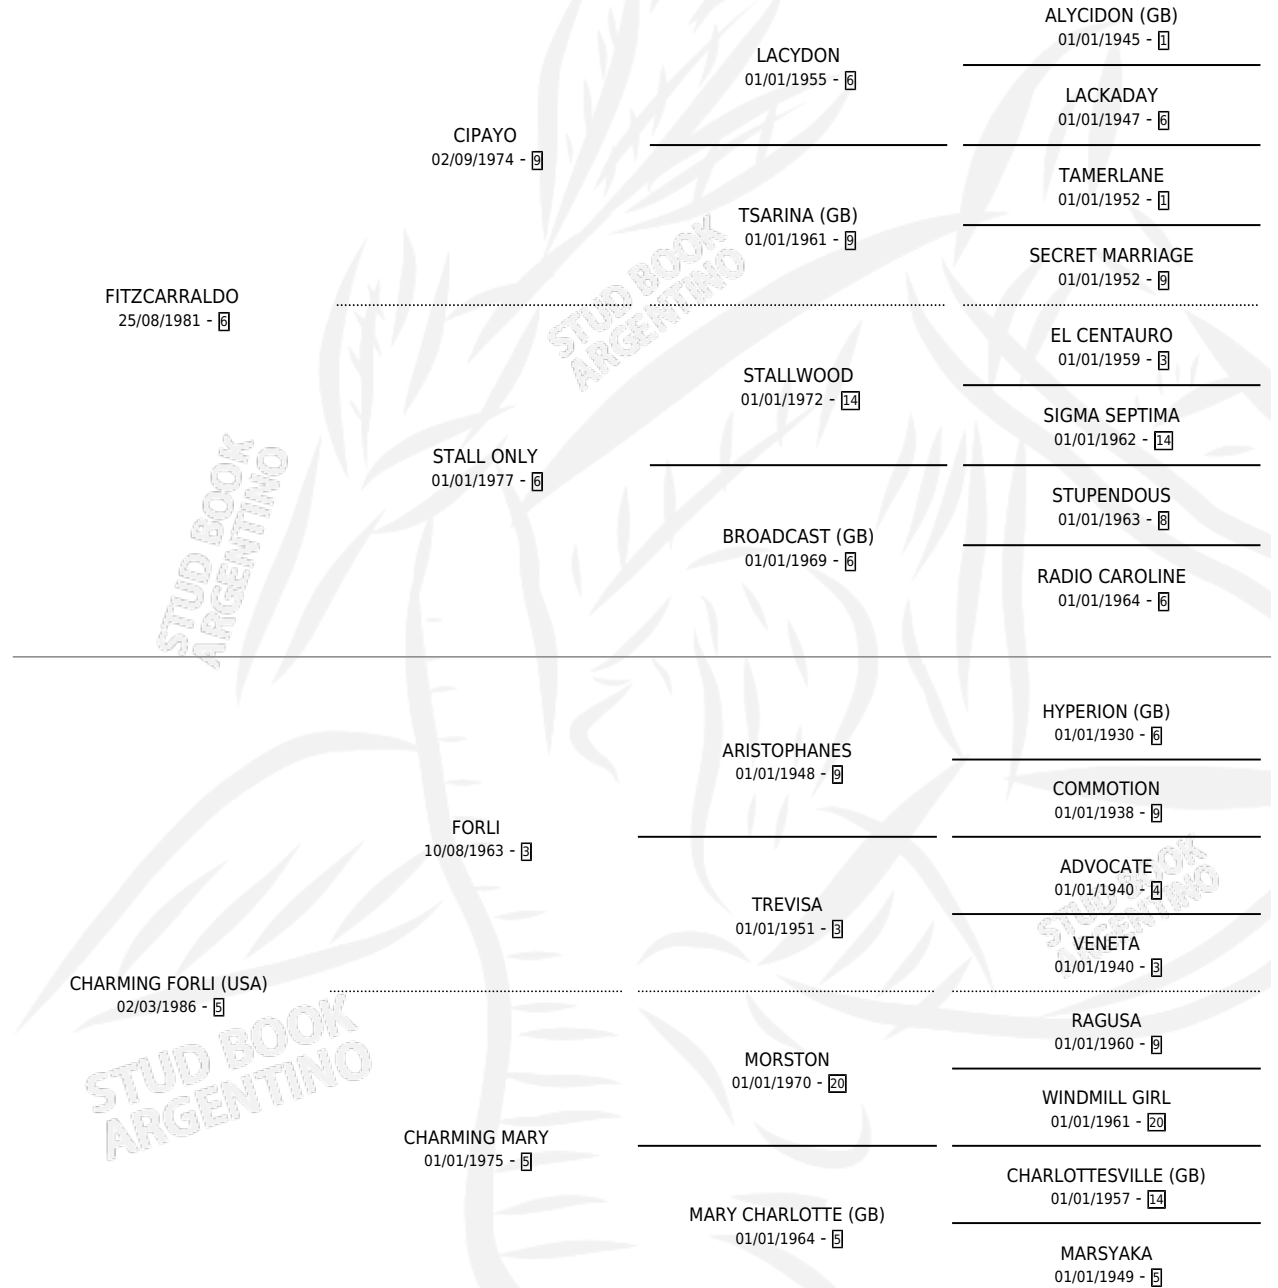 ALYCIDON (GB)
01/01/1945 - 1
LACYDON
01/01/1955 - 6
LACKADAY
01/01/1947 - 6
CIPAYO
02/09/1974 - 9
TAMERLANE
01/01/1952 - 1
TSARINA (GB)
01/01/1961 - 9
SECRET MARRIAGE
01/01/1952 - 9
FITZCARRALDO
25/08/1981 - 6
STUD BOOK
ARGENTINO
EL CENTAURO
01/01/1959 - 3
STALLWOOD
01/01/1972 - 14
SIGMA SEPTIMA
01/01/1962 - 14
STALL ONLY
01/01/1977 - 6
STUPENDOUS
01/01/1963 - 8
BROADCAST (GB)
01/01/1969 - 6
RADIO CAROLINE
01/01/1964 - 6
STUD BOOK
ARGENTINO
HYPERION (GB)
01/01/1930 - 6
ARISTOPHANES
01/01/1948 - 9
COMMOTION
01/01/1938 - 9
FORLI
10/08/1963 - 3
ADVOCATE
01/01/1940 - 4
TREVISA
01/01/1951 - 3
VENETA
01/01/1940 - 3
STUD BOOK
ARGENTINO
CHARMING FORLI (USA)
02/03/1986 - 5
RAGUSA
01/01/1960 - 9
MORSTON
01/01/1970 - 20
WINDMILL GIRL
01/01/1961 - 20
STUD BOOK
ARGENTINO
CHARMING MARY
01/01/1975 - 5
CHARLOTTESVILLE (GB)
01/01/1957 - 14
MARY CHARLOTTE (GB)
01/01/1964 - 5
MARSYAKA
01/01/1949 - 5